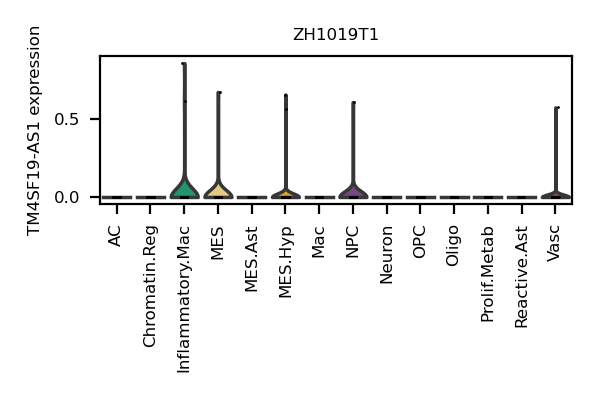 ZH1019T1
TM4SF19-AS1 expression
0.5
0.0
AC
Chromatin.Reg
Inflammatory.Mac
MES
MES.Ast
MES.Hyp
Mac
NPC
Neuron
OPC
Oligo
Prolif.Metab
Reactive.Ast
Vasc